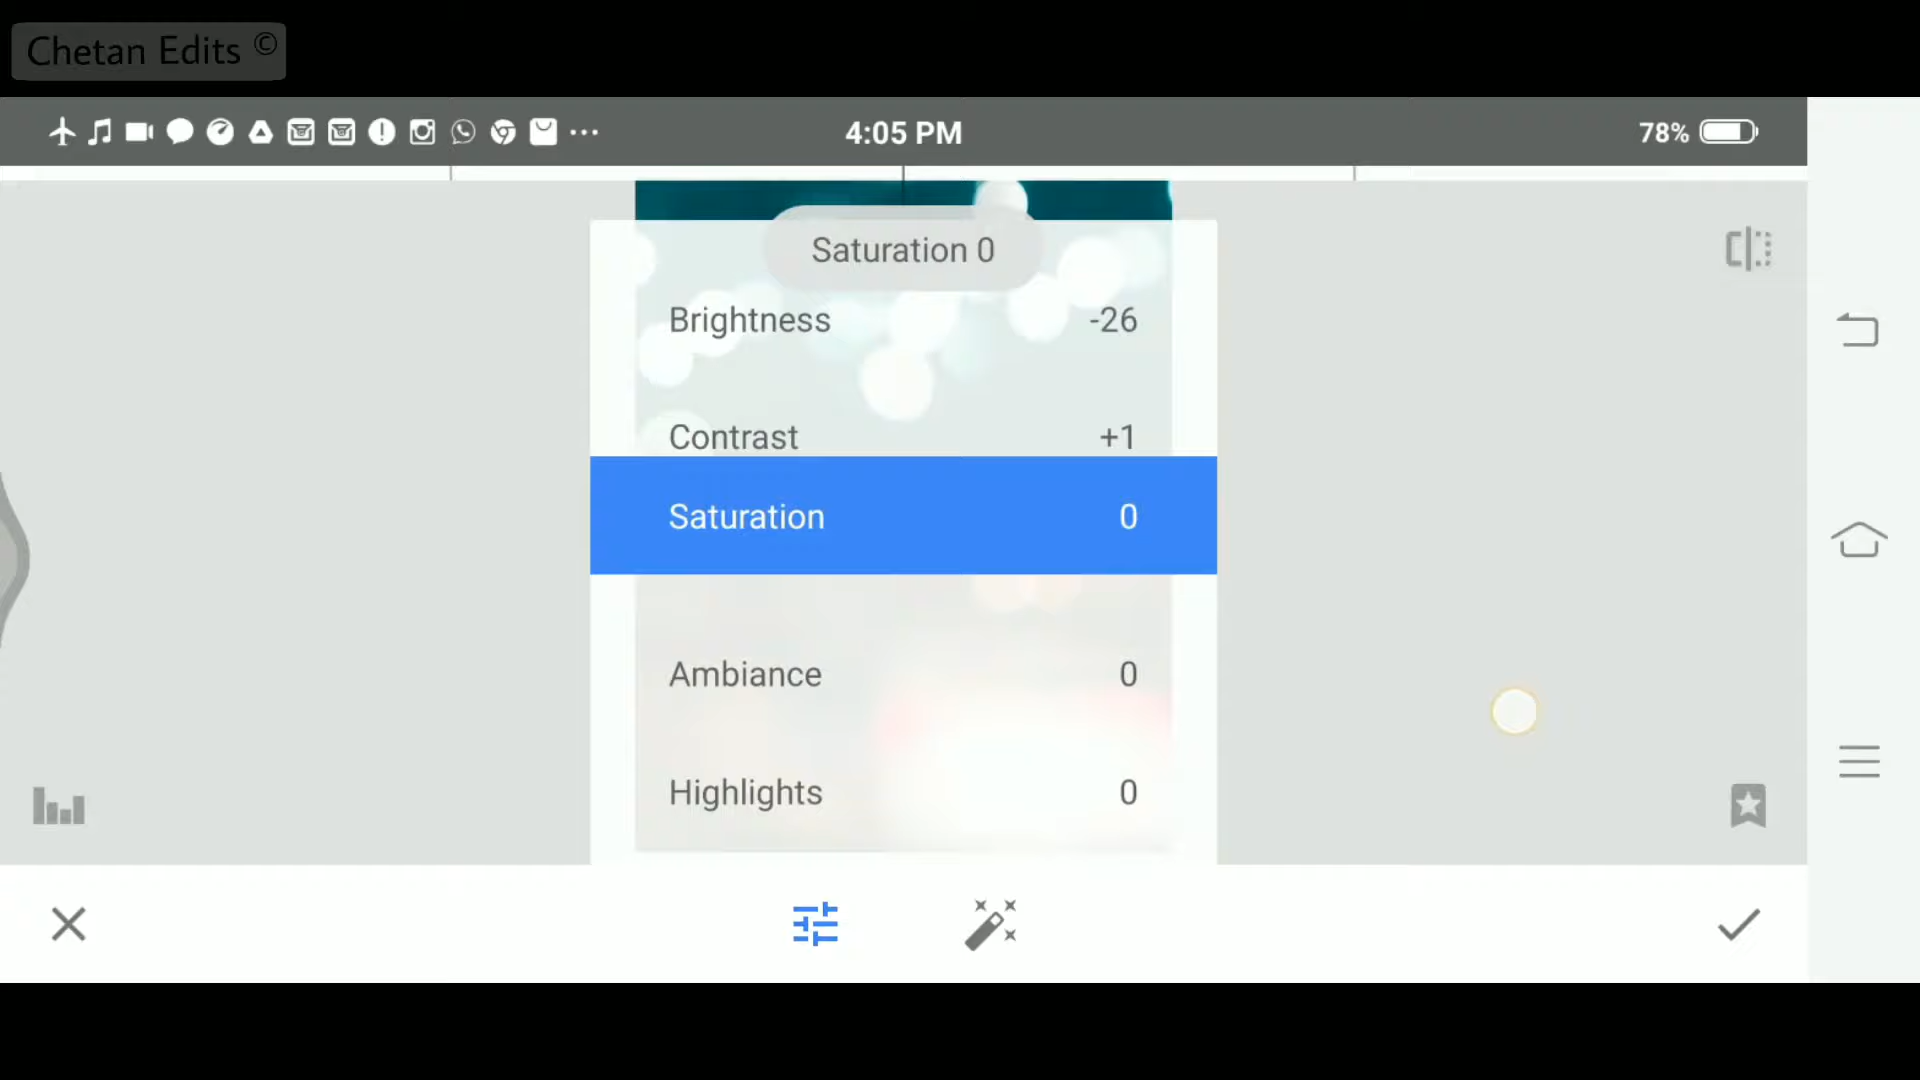 Chetan Edits ©
4:05 PM
78%
Saturation 0
Brightness -26
Contrast +1
Saturation 0
Ambiance 0
Highlights 0